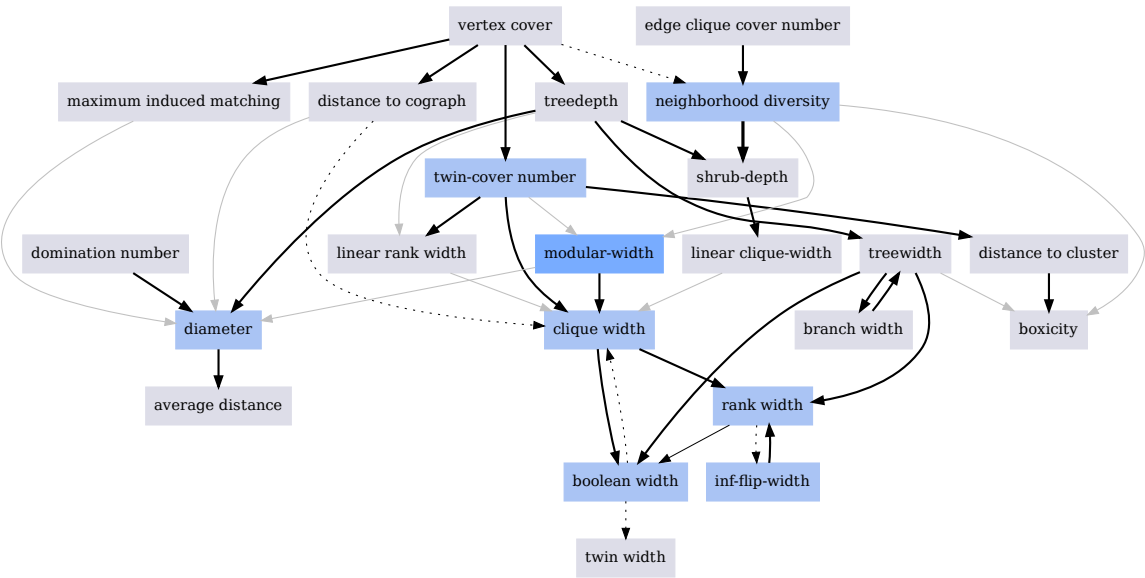 vertex cover
edge clique cover number
maximum induced matching
distance to cograph
treedepth
neighborhood diversity
twin-cover number
shrub-depth
domination number
linear rank width
modular-width
linear clique-width
treewidth
distance to cluster
diameter
clique width
branch width
boxicity
average distance
rank width
boolean width
inf-flip-width
twin width